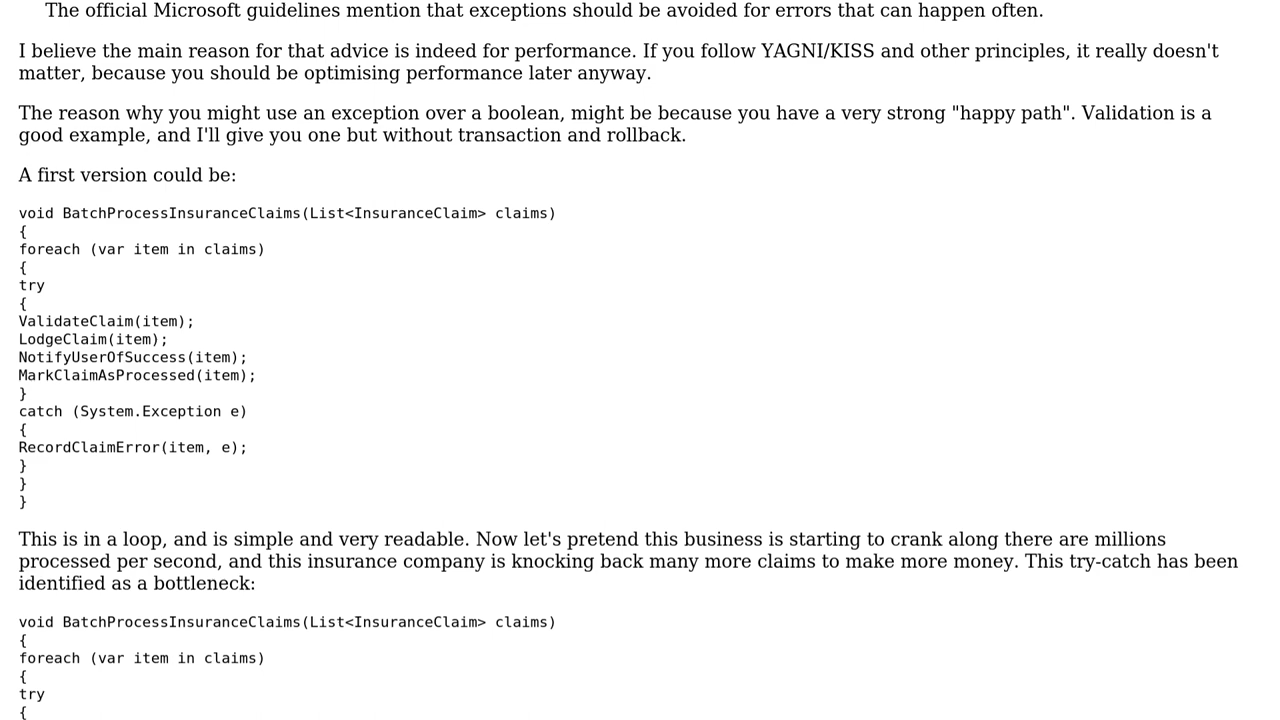 The official Microsoft guidelines mention that exceptions should be avoided for errors that can happen often.
I believe the main reason for that advice is indeed for performance. If you follow YAGNI/KISS and other principles, it really doesn't
matter, because you should be optimising performance later anyway.
The reason why you might use an exception over a boolean, might be because you have a very strong "happy path". Validation is a
good example, and I'll give you one but without transaction and rollback.
A first version could be:
void BatchProcessInsuranceClaims(List<InsuranceClaim> claims)
{
foreach (var item in claims)
{
try
{
ValidateClaim(item);
LodgeClaim(item);
NotifyUserOfSuccess(item);
MarkClaimAsProcessed(item);
}
catch (System.Exception e)
{
RecordClaimError(item, e);
}
}
}
This is in a loop, and is simple and very readable. Now let's pretend this business is starting to crank along there are millions
processed per second, and this insurance company is knocking back many more claims to make more money. This try-catch has been
identified as a bottleneck:
void BatchProcessInsuranceClaims(List<InsuranceClaim> claims)
{
foreach (var item in claims)
{
try
{